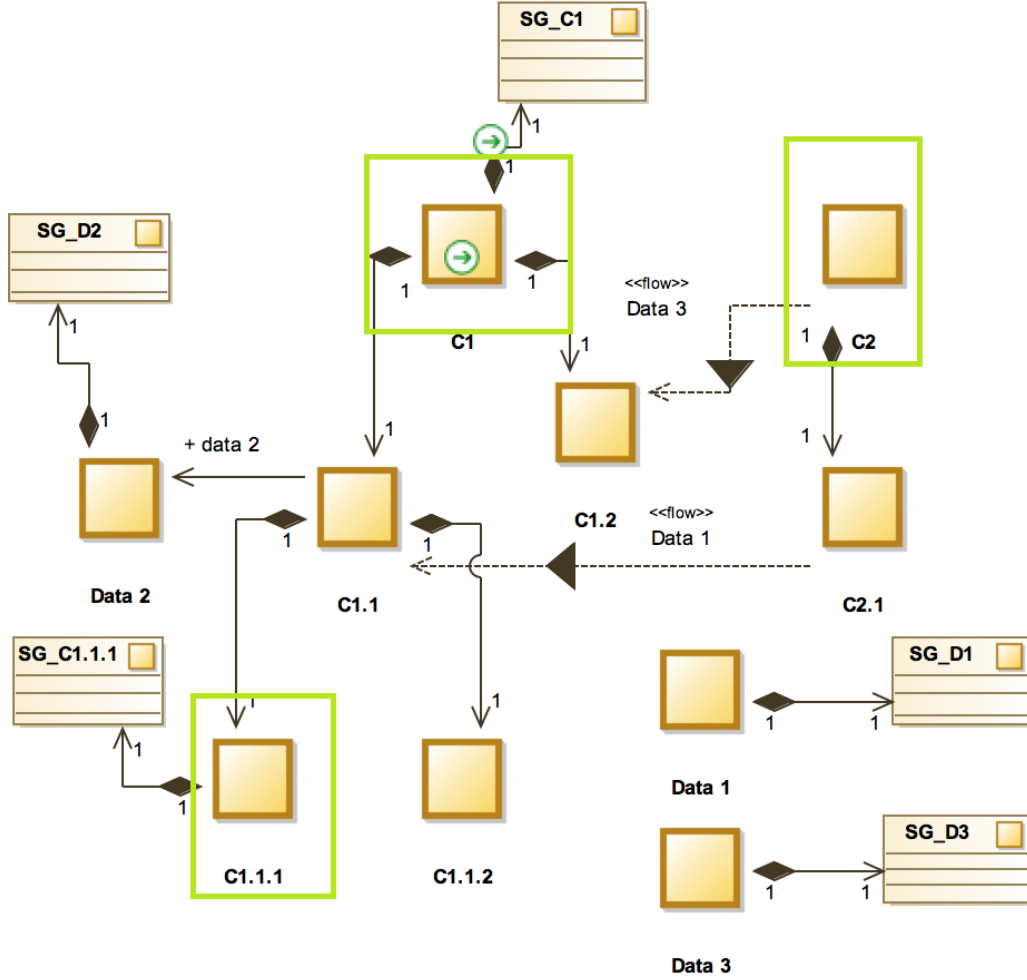 SG_C1
1
1
SG_D2
1
1
1
1
C1
<<flow>>
Data 3
1
C2
1
1
1
1
+ data 2
C1.2
<<flow>>
Data 1
1
1
Data 2
C1.1
C2.1
SG_C1.1.1
SG_D1
1
1
1
1
1
1
Data 1
C1.1.1
C1.1.2
SG_D3
1
1
Data 3